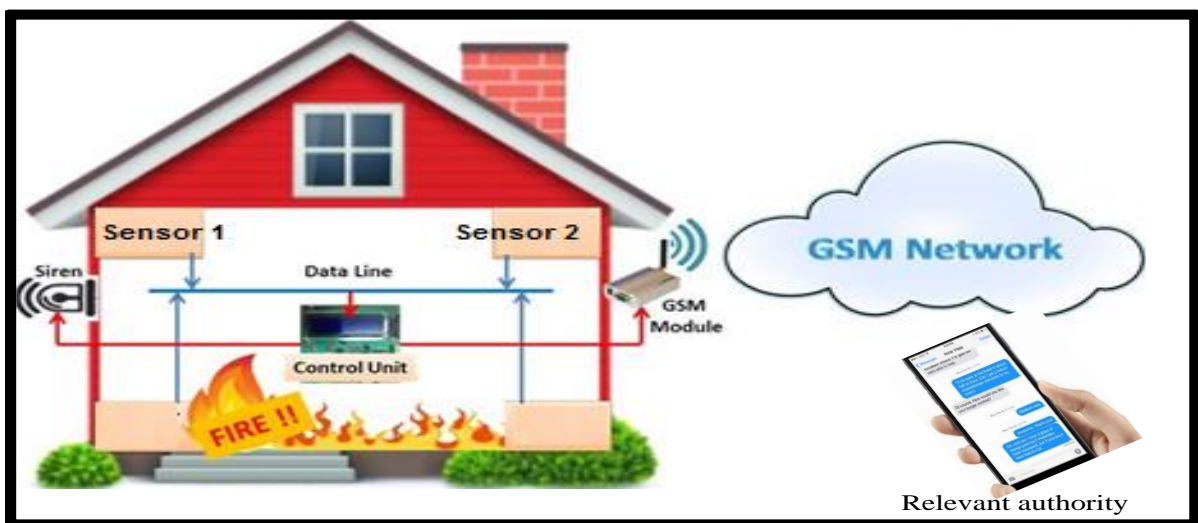 Sensor 1
Sensor 2
Siren
Data Line
GSM
Module
Control Unit
FIRE !!
GSM Network
Relevant authority